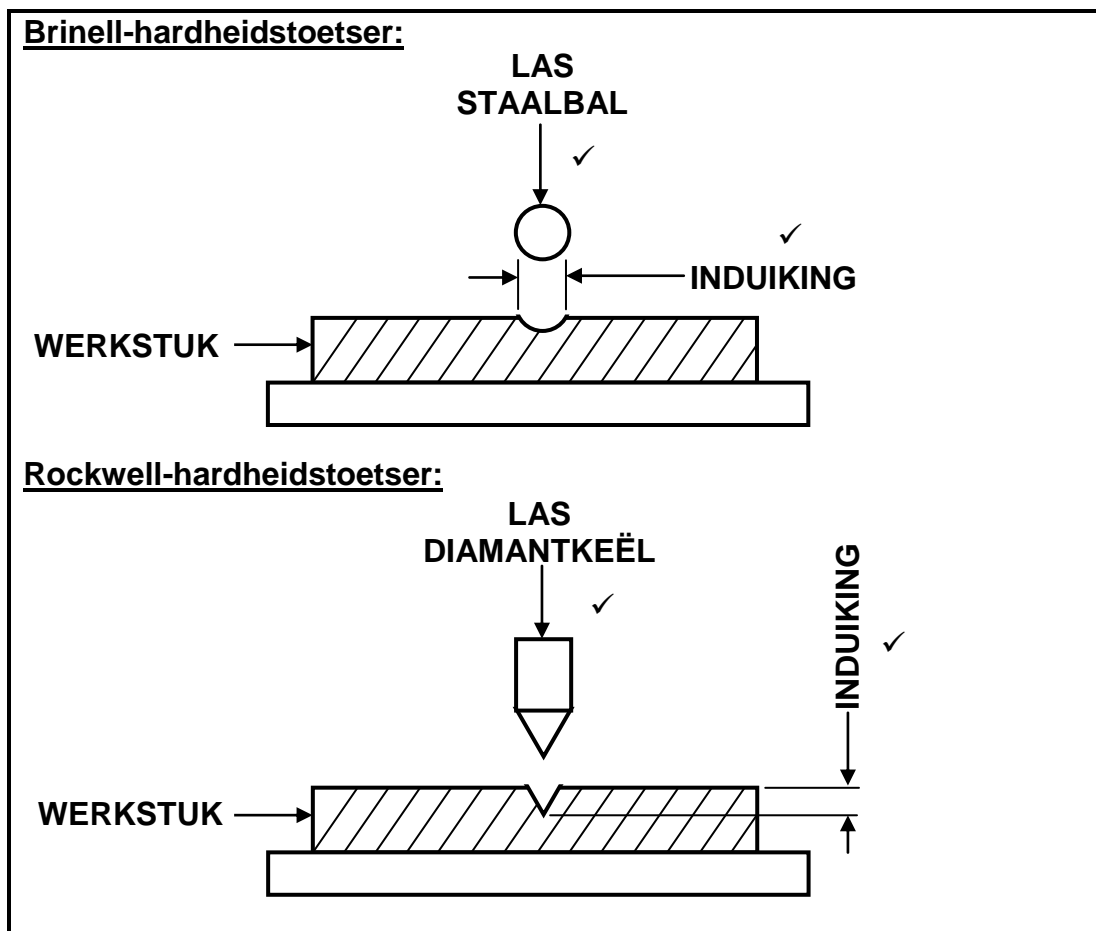 Brinell-hardheidstoetser:
LAS
STAALBAL
✓
✓
INDUIKING
WERKSTUK
Rockwell-hardheidstoetser:
LAS
DIAMANTKEËL
✓
INDUIKING
✓
WERKSTUK